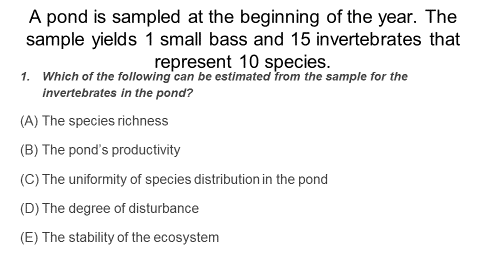 A pond is sampled at the beginning of the year. The
sample yields 1 small bass and 15 invertebrates that
represent 10 species.
1. Which of the following can be estimated from the sample for the
invertebrates in the pond?
(A) The species richness
(B) The pond's productivity
(C) The uniformity of species distribution in the pond
(D) The degree of disturbance
(E) The stability of the ecosystem